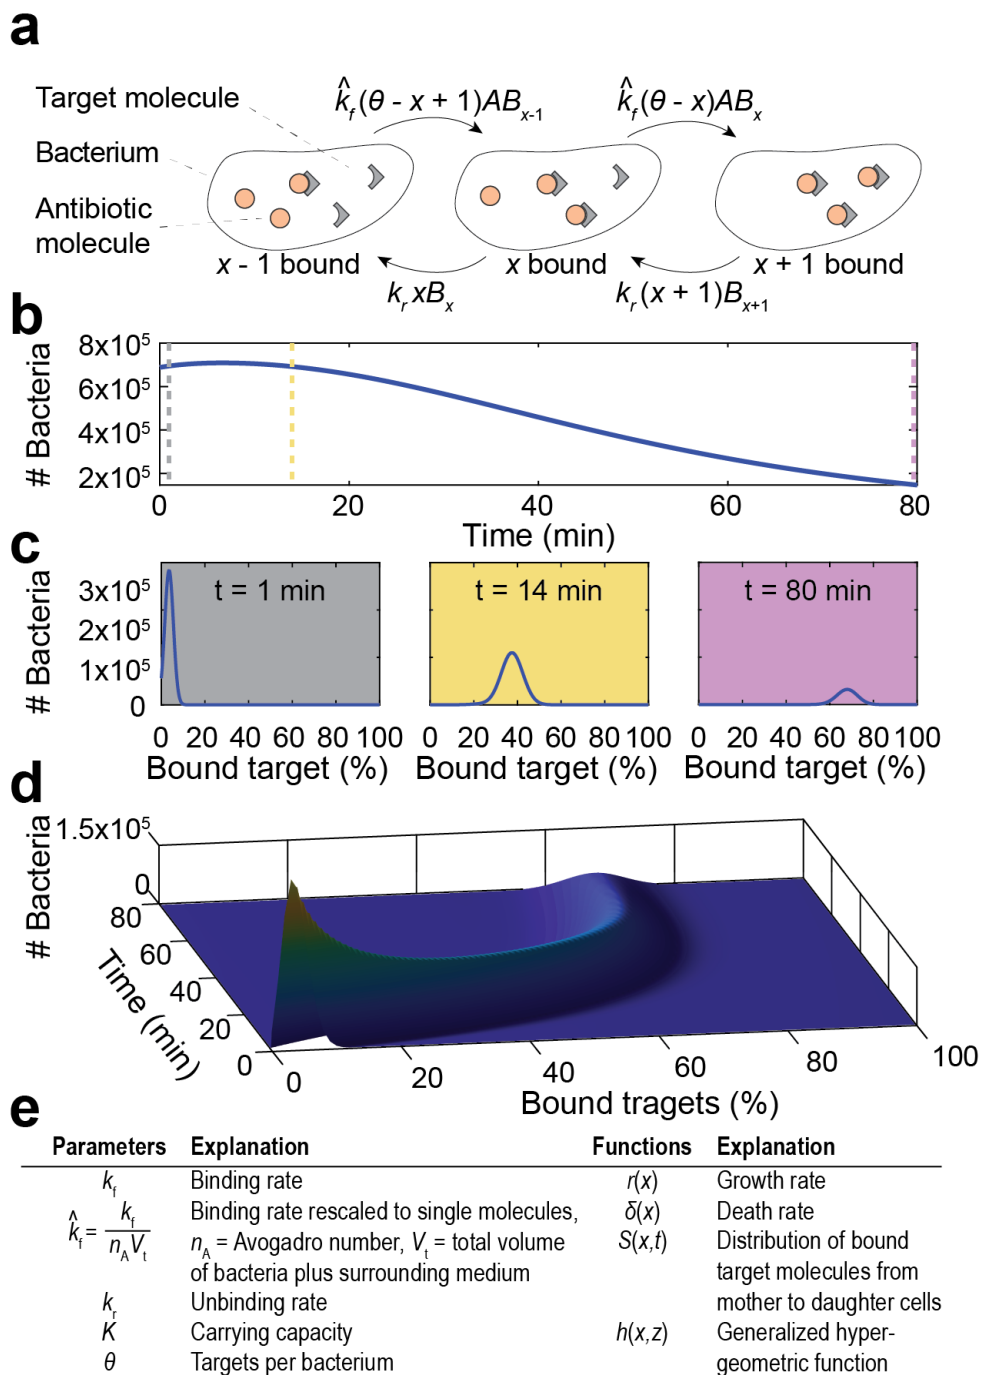 a
Target molecule
Bacterium
Antibiotic
molecule
k̂f(θ - x + 1)ABx-1
k̂f(θ - x)ABx
x - 1 bound
x bound
x + 1 bound
kr xBx
kr(x + 1)Bx+1
b
# Bacteria
8x10⁵
6x10⁵
4x10⁵
2x10⁵
0 20 40 60 80
Time (min)
c
# Bacteria
3x10⁵
2x10⁵
1x10⁵
0
t = 1 min
t = 14 min
t = 80 min
0 20 40 60 80 100
0 20 40 60 80 100
0 20 40 60 80 100
Bound target (%)
Bound target (%)
Bound target (%)
d
# Bacteria
1.5x10⁵
0
80
60
40
20
0
Time (min)
0 20 40 60 80 100
Bound tragets (%)
e
Parameters Explanation Functions Explanation
kf Binding rate r(x) Growth rate
k̂f = kf / nAVt Binding rate rescaled to single molecules, δ(x) Death rate
nA = Avogadro number, Vt = total volume S(x,t) Distribution of bound
of bacteria plus surrounding medium target molecules from
kr Unbinding rate mother to daughter cells
K Carrying capacity h(x,z) Generalized hyper-
θ Targets per bacterium geometric function